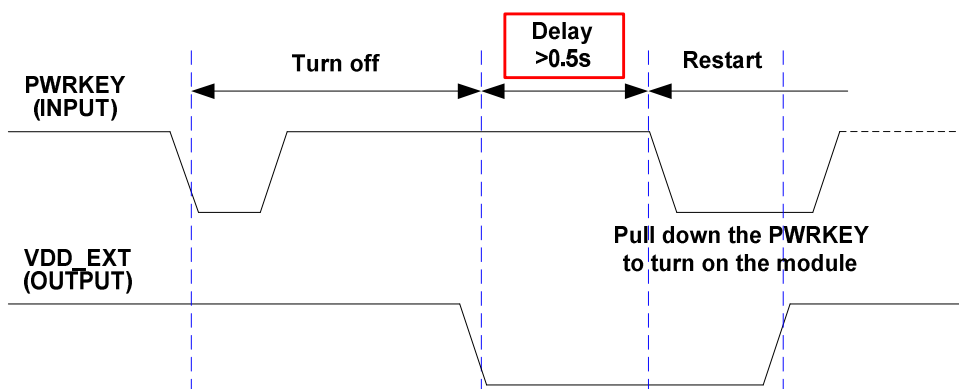 Turn off
Delay
>0.5s
Restart
PWRKEY
(INPUT)
Pull down the PWRKEY
to turn on the module
VDD_EXT
(OUTPUT)